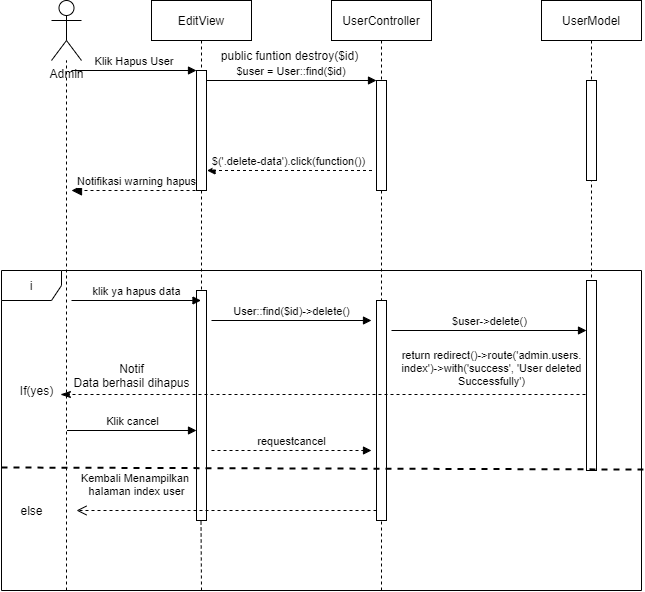 EditView
UserController
UserModel
Admin
Klik Hapus User
public funtion destroy($id)
$user = User::find($id)
$('.delete-data').click(function())
Notifikasi warning hapus
i
klik ya hapus data
User::find($id)->delete()
$user->delete()
return redirect()->route('admin.users.
index')->with('success', 'User deleted
Successfully')
Notif
Data berhasil dihapus
If(yes)
Klik cancel
requestcancel
Kembali Menampilkan
halaman index user
else